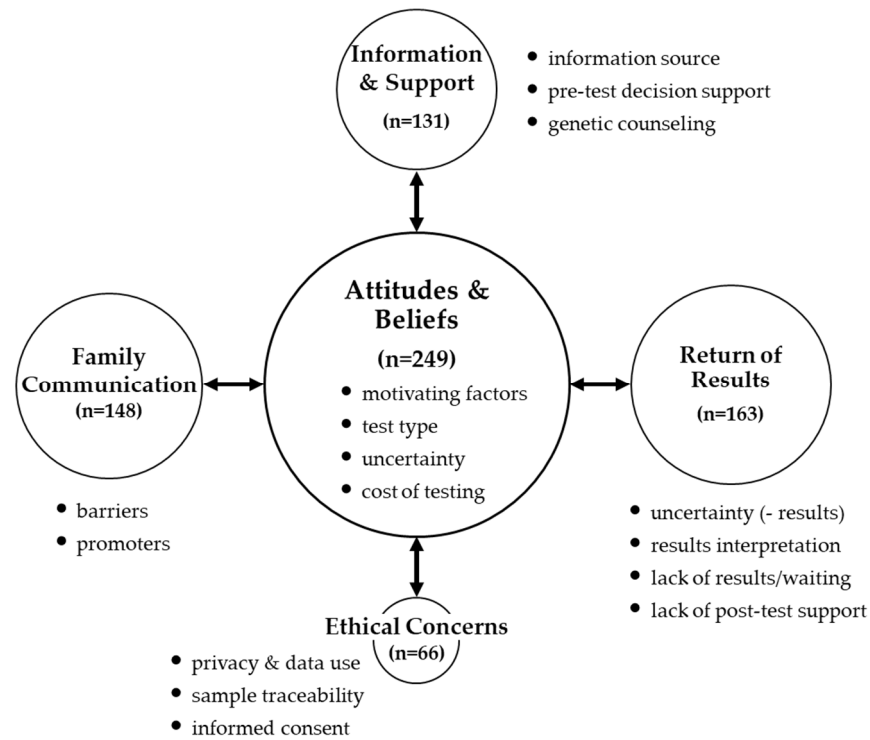 Information
& Support
(n=131)
• information source
• pre-test decision support
• genetic counseling
Attitudes &
Beliefs
(n=249)
• motivating factors
• test type
• uncertainty
• cost of testing
Family
Communication
(n=148)
• barriers
• promoters
Return of
Results
(n=163)
• uncertainty (- results)
• results interpretation
• lack of results/waiting
• lack of post-test support
Ethical Concerns
(n=66)
• privacy & data use
• sample traceability
• informed consent